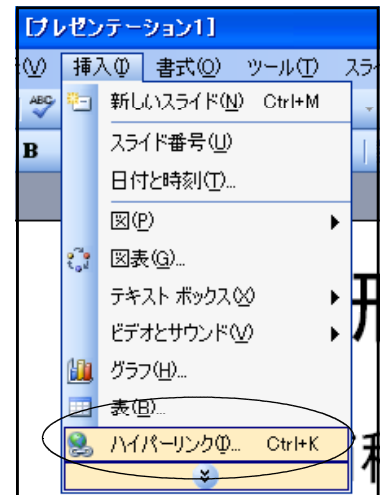 [プレゼンテーション1]
(V) 挿入(I) 書式(O) ツール(T) スラ
ABC 新しいスライド(N) Ctrl+M
B スライド番号(U)
日付と時刻(T)...
図(P)
図表(G)...
テキスト ボックス(X)
ビデオとサウンド(V)
グラフ(H)...
表(B)...
ハイパーリンク(I)... Ctrl+K